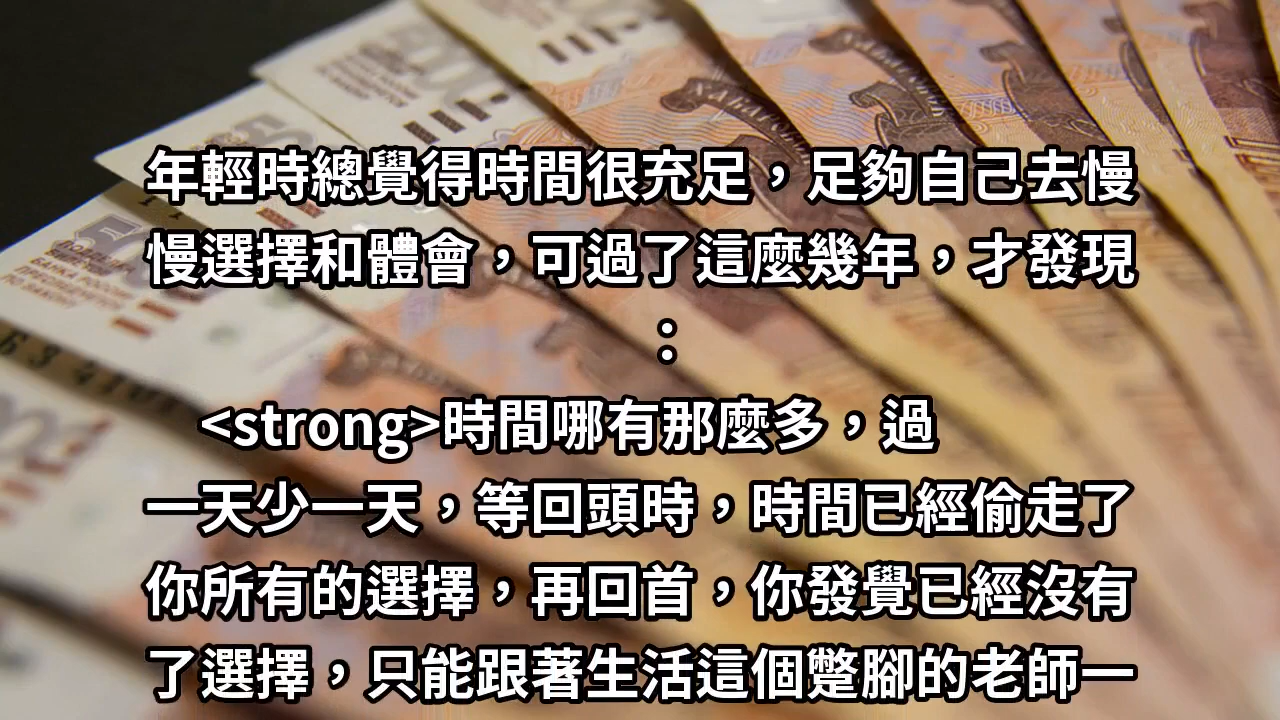 年輕時總覺得時間很充足，足夠自己去慢
慢選擇和體會，可過了這麼幾年，才發現
：
<strong>時間哪有那麼多，過
一天少一天，等回頭時，時間已經偷走了
你所有的選擇，再回首，你發覺已經沒有
了選擇，只能跟著生活這個蹩腳的老師一